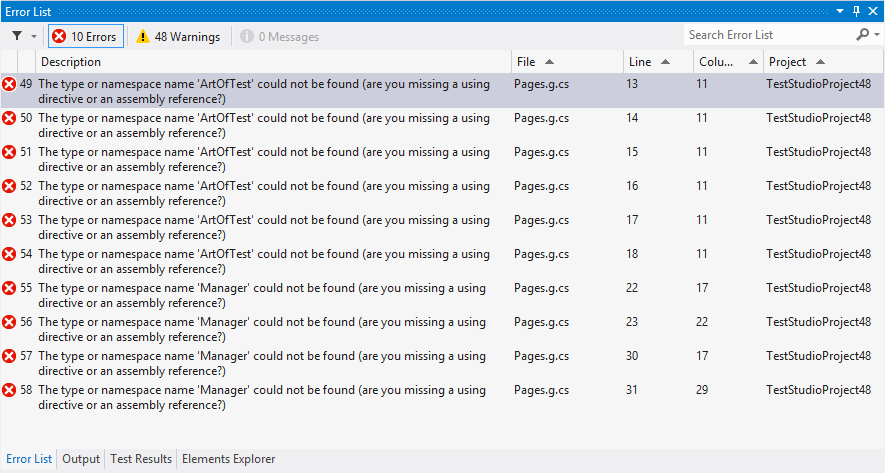 Error List
10 Errors 48 Warnings 0 Messages Search Error List
Description File Line Colu... Project
49 The type or namespace name 'ArtOfTest' could not be found (are you missing a using Pages.g.cs 13 11 TestStudioProject48
directive or an assembly reference?)
50 The type or namespace name 'ArtOfTest' could not be found (are you missing a using Pages.g.cs 14 11 TestStudioProject48
directive or an assembly reference?)
51 The type or namespace name 'ArtOfTest' could not be found (are you missing a using Pages.g.cs 15 11 TestStudioProject48
directive or an assembly reference?)
52 The type or namespace name 'ArtOfTest' could not be found (are you missing a using Pages.g.cs 16 11 TestStudioProject48
directive or an assembly reference?)
53 The type or namespace name 'ArtOfTest' could not be found (are you missing a using Pages.g.cs 17 11 TestStudioProject48
directive or an assembly reference?)
54 The type or namespace name 'ArtOfTest' could not be found (are you missing a using Pages.g.cs 18 11 TestStudioProject48
directive or an assembly reference?)
55 The type or namespace name 'Manager' could not be found (are you missing a using Pages.g.cs 22 17 TestStudioProject48
directive or an assembly reference?)
56 The type or namespace name 'Manager' could not be found (are you missing a using Pages.g.cs 23 22 TestStudioProject48
directive or an assembly reference?)
57 The type or namespace name 'Manager' could not be found (are you missing a using Pages.g.cs 30 17 TestStudioProject48
directive or an assembly reference?)
58 The type or namespace name 'Manager' could not be found (are you missing a using Pages.g.cs 31 29 TestStudioProject48
directive or an assembly reference?)
Error List Output Test Results Elements Explorer